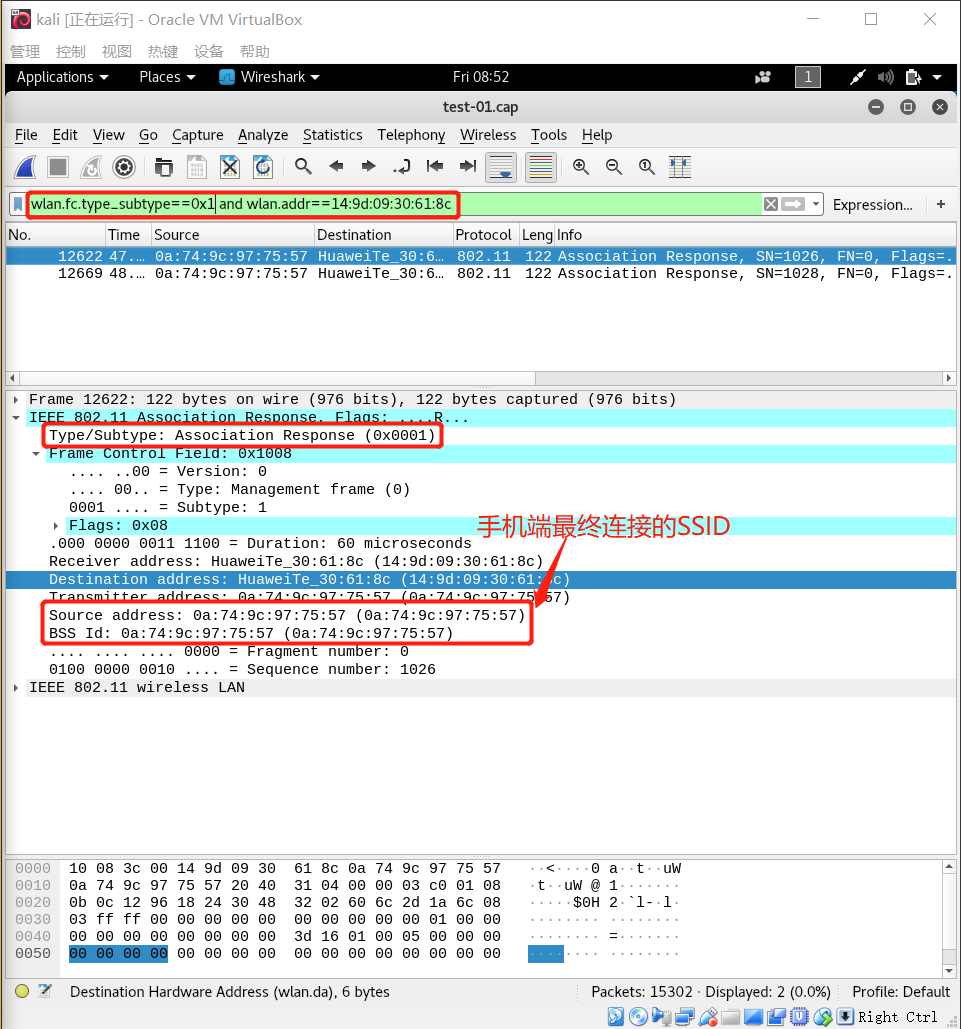 kali [正在运行] - Oracle VM VirtualBox
管理 控制 视图 热键 设备 帮助
Applications Places Wireshark Fri 08:52 1
test-01.cap
File Edit View Go Capture Analyze Statistics Telephony Wireless Tools Help
wlan.fc.type_subtype==0x1 and wlan.addr==14:9d:09:30:61:8c Expression... +
No. Time Source Destination Protocol Leng Info
12622 47.… 0a:74:9c:97:75:57 HuaweiTe_30:6… 802.11 122 Association Response, SN=1026, FN=0, Flags=.
12669 48.… 0a:74:9c:97:75:57 HuaweiTe_30:6… 802.11 122 Association Response, SN=1028, FN=0, Flags=.
Frame 12622: 122 bytes on wire (976 bits), 122 bytes captured (976 bits)
IEEE 802.11 Association Response, Flags: ....R...
Type/Subtype: Association Response (0x0001)
Frame Control Field: 0x1008
.... ..00 = Version: 0
.... 00.. = Type: Management frame (0)
0001 .... = Subtype: 1
Flags: 0x08
手机端最终连接的SSID
.000 0000 0011 1100 = Duration: 60 microseconds
Receiver address: HuaweiTe_30:61:8c (14:9d:09:30:61:8c)
Destination address: HuaweiTe_30:61:8c (14:9d:09:30:61:8c)
Transmitter address: 0a:74:9c:97:75:57 (0a:74:9c:97:75:57)
Source address: 0a:74:9c:97:75:57 (0a:74:9c:97:75:57)
BSS Id: 0a:74:9c:97:75:57 (0a:74:9c:97:75:57)
.... .... .... 0000 = Fragment number: 0
0100 0000 0010 .... = Sequence number: 1026
IEEE 802.11 wireless LAN
0000 10 08 3c 00 14 9d 09 30 61 8c 0a 74 9c 97 75 57 ··<····0 a··t··uW
0010 0a 74 9c 97 75 57 20 40 31 04 00 00 03 c0 01 08 ·t··uW @ 1·······
0020 0b 0c 12 96 18 24 30 48 32 02 60 6c 2d 1a 6c 08 ·····$0H 2·`l-·l·
0030 03 ff ff 00 00 00 00 00 00 00 00 00 00 01 00 00 ········ ········
0040 00 00 00 00 00 00 00 00 3d 16 01 00 05 00 00 00 ········ =·······
0050 00 00 00 00 00 00 00 00 00 00 00 00 00 00 00 00 ········ ········
Destination Hardware Address (wlan.da), 6 bytes Packets: 15302 · Displayed: 2 (0.0%) Profile: Default
Right Ctrl